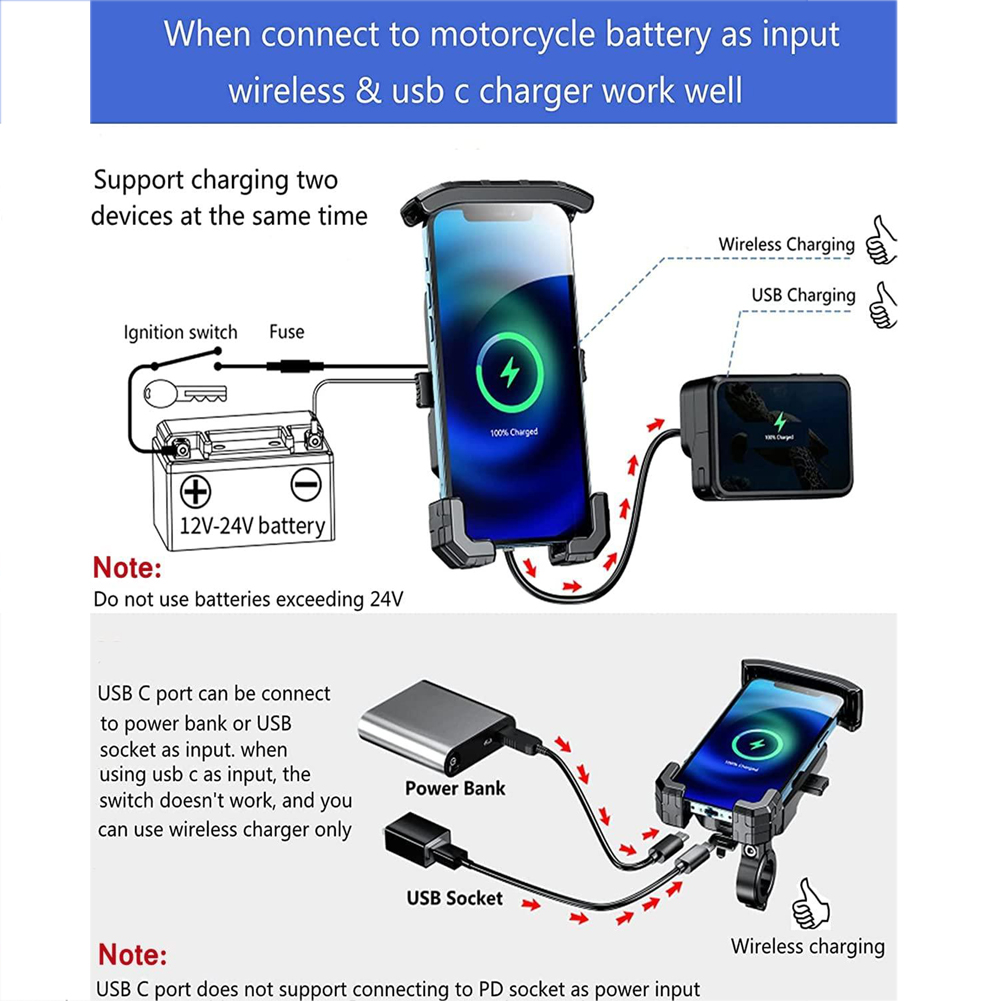 When connect to motorcycle battery as input
wireless & usb c charger work well
Support charging two
devices at the same time
Wireless Charging
USB Charging
Ignition switch
Fuse
100% Charged
100% Charged
12V-24V battery
Note:
Do not use batteries exceeding 24V
USB C port can be connect
to power bank or USB
socket as input. when
using usb c as input, the
switch doesn't work, and you
can use wireless charger only
100% Charged
Power Bank
USB Socket
Wireless charging
Note:
USB C port does not support connecting to PD socket as power input